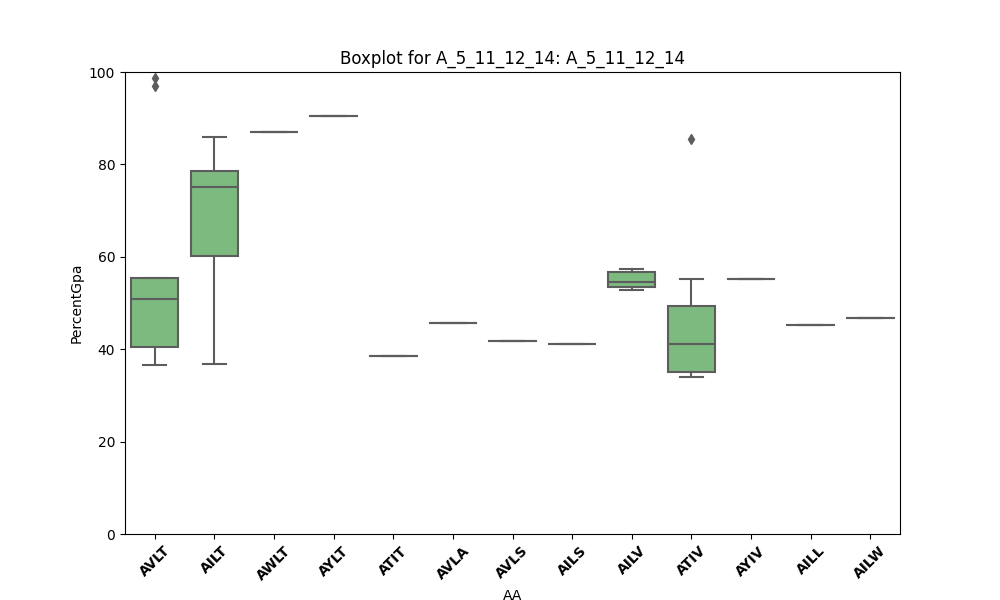 Boxplot for A_5_11_12_14: A_5_11_12_14
100
80
60
40
20
0
PercentGpa
AVLT
AILT
AWLT
AYLT
ATIT
AVLA
AVLS
AILS
AILV
ATIV
AYIV
AILL
AILW
AA